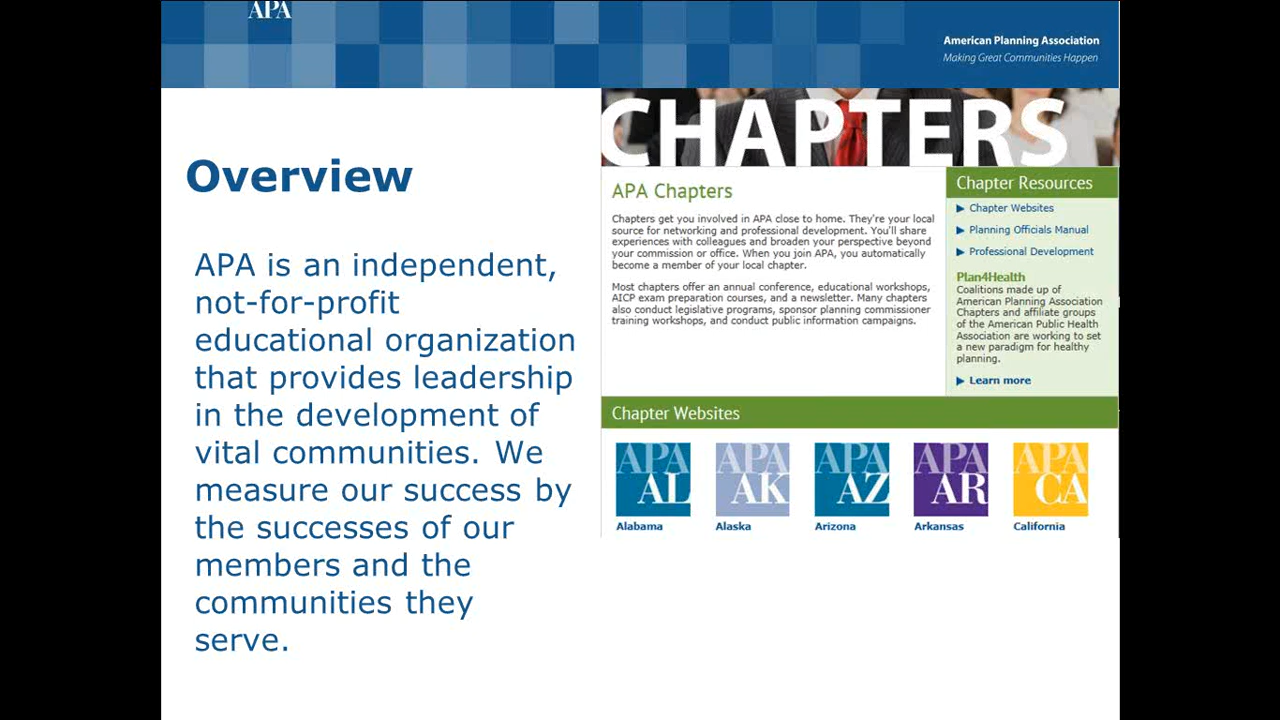 APA
American Planning Association
Making Great Communities Happen
Overview
APA is an independent,
not-for-profit
educational organization
that provides leadership
in the development of
vital communities. We
measure our success by
the successes of our
members and the
communities they
serve.
CHAPTERS
APA Chapters
Chapters get you involved in APA close to home. They're your local
source for networking and professional development. You'll share
experiences with colleagues and broaden your perspective beyond
your commission or office. When you join APA, you automatically
become a member of your local chapter.
Most chapters offer an annual conference, educational workshops,
AICP exam preparation courses, and a newsletter. Many chapters
also conduct legislative programs, sponsor planning commissioner
training workshops, and conduct public information campaigns.
Chapter Resources
Chapter Websites
Planning Officials Manual
Professional Development
Plan4Health
Coalitions made up of
American Planning Association
Chapters and affiliate groups
of the American Public Health
Association are working to set
a new paradigm for healthy
planning.
Learn more
Chapter Websites
APA AL
APA AK
APA AZ
APA AR
APA CA
Alabama
Alaska
Arizona
Arkansas
California